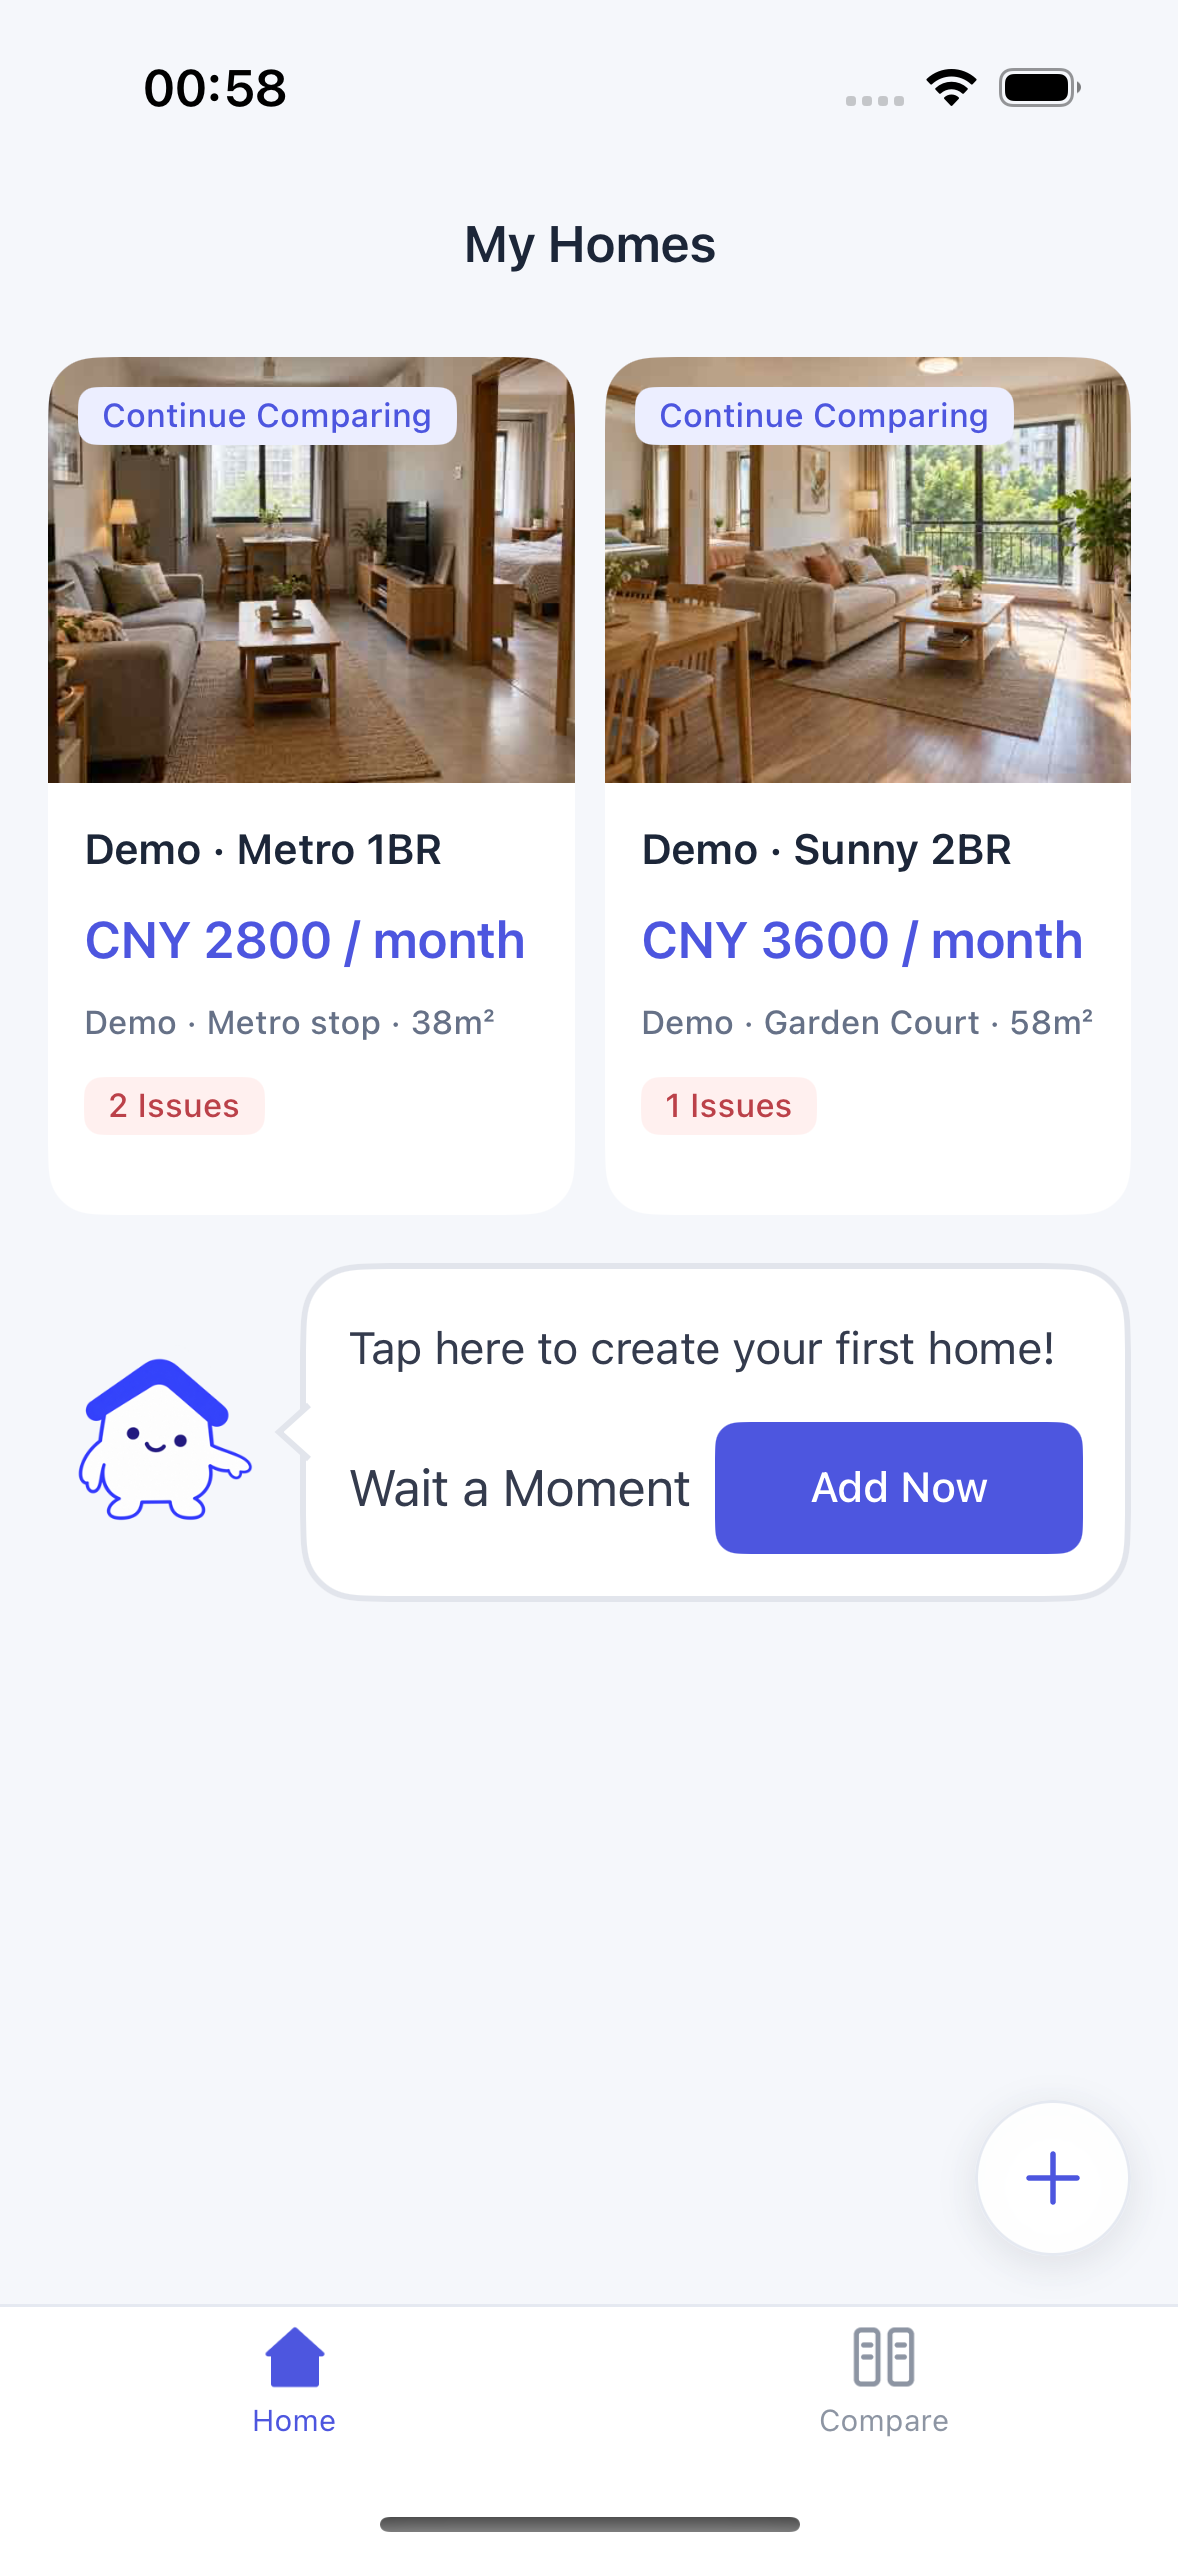 00:58
My Homes
Continue Comparing
Continue Comparing
Demo · Metro 1BR
CNY 2800 / month
Demo · Metro stop · 38m²
2 Issues
Demo · Sunny 2BR
CNY 3600 / month
Demo · Garden Court · 58m²
1 Issues
Tap here to create your first home!
Wait a Moment
Add Now
Home
Compare